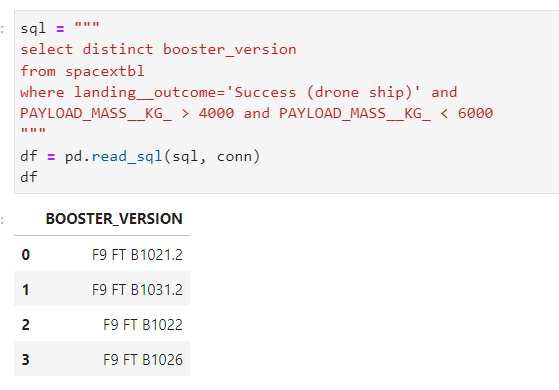 sql = """
select distinct booster_version
from spacextbl
where landing__outcome='Success (drone ship)' and
PAYLOAD_MASS__KG_ > 4000 and PAYLOAD_MASS__KG_ < 6000
"""
df = pd.read_sql(sql, conn)
df
BOOSTER_VERSION
0 F9 FT B1021.2
1 F9 FT B1031.2
2 F9 FT B1022
3 F9 FT B1026